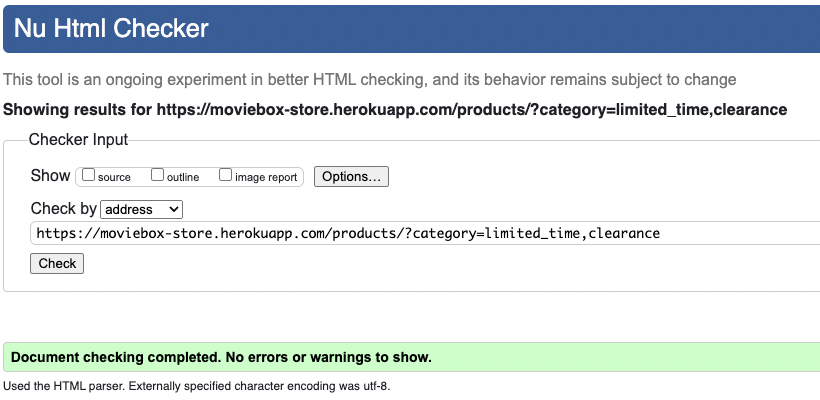 Nu Html Checker
This tool is an ongoing experiment in better HTML checking, and its behavior remains subject to change
Showing results for https://moviebox-store.herokuapp.com/products/?category=limited_time,clearance
Checker Input
Show source outline image report Options...
Check by address
https://moviebox-store.herokuapp.com/products/?category=limited_time,clearance
Check
Document checking completed. No errors or warnings to show.
Used the HTML parser. Externally specified character encoding was utf-8.